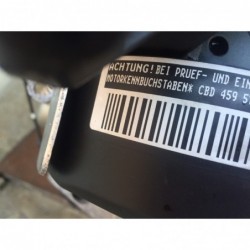 ACHTUNG! BEI PRUEF- UND EIN
MOTORKENNBUCHSTABEN* CBD 459 5